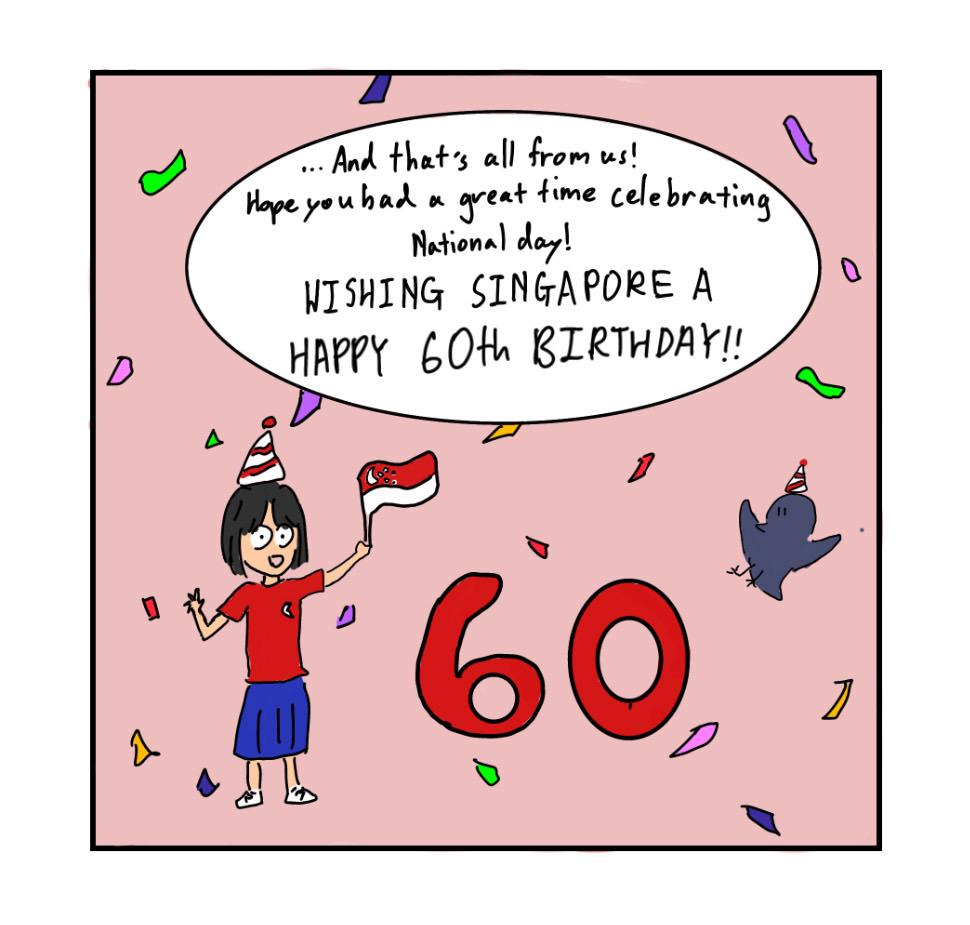 ...And that's all from us!
Hope you had a great time celebrating
National day!
WISHING SINGAPORE A
HAPPY 60th BIRTHDAY!!
60